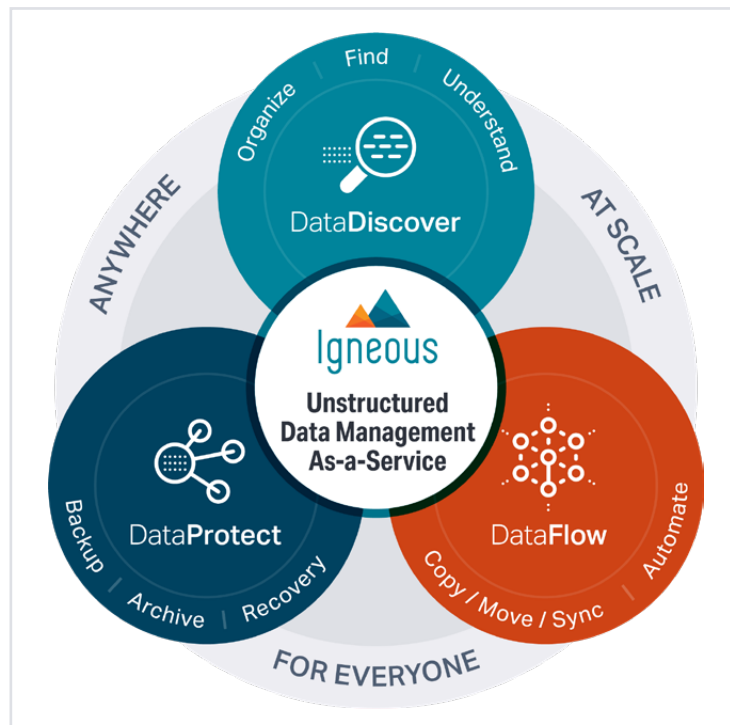 Organize | Find | Understand
DataDiscover
ANYWHERE
AT SCALE
Igneous
Unstructured
Data Management
As-a-Service
DataProtect
Backup | Archive | Recovery
DataFlow
Copy / Move / Sync | Automate
FOR EVERYONE